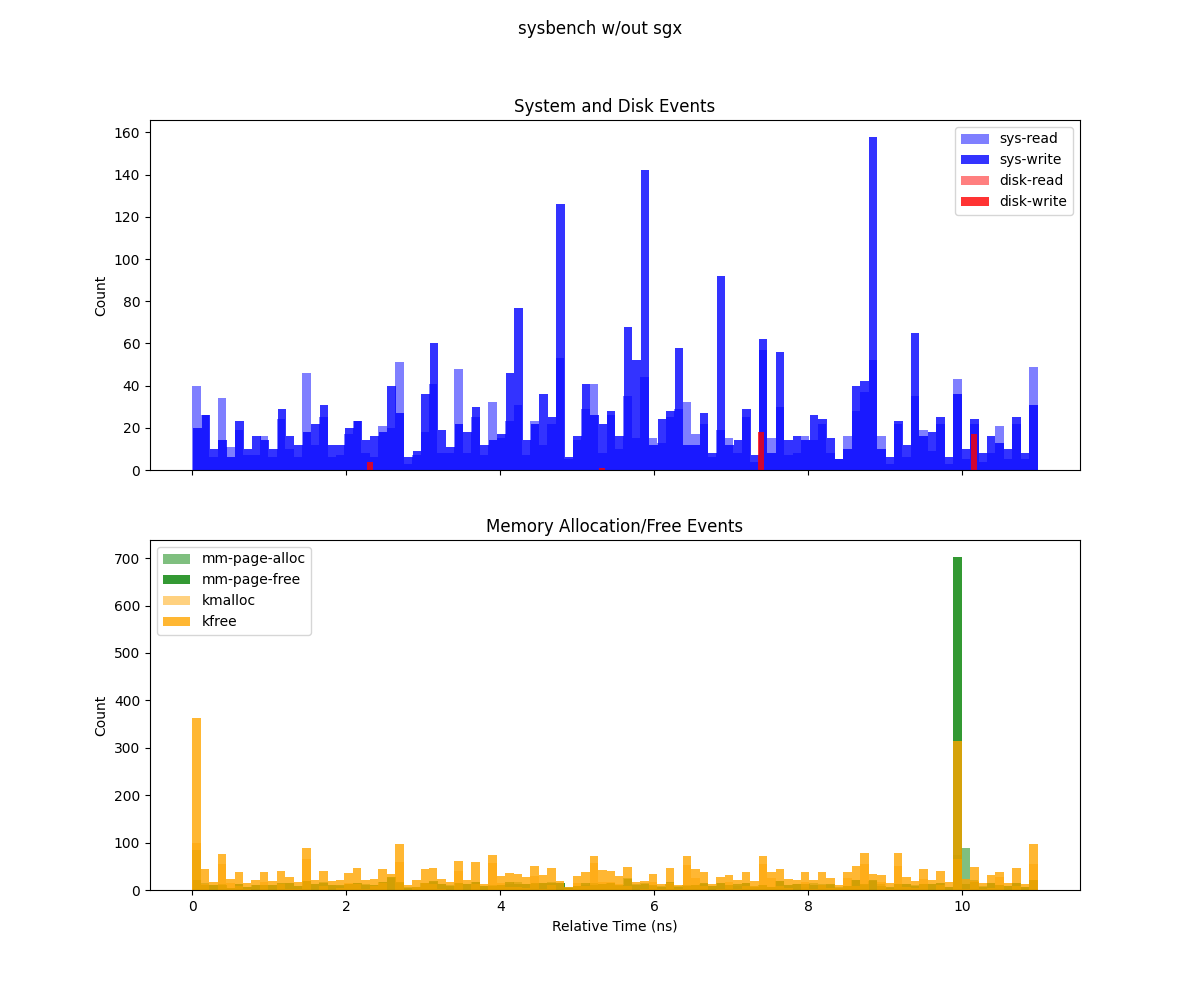 sysbench w/out sgx
System and Disk Events
160
140
120
100
80
60
40
20
0
Count
sys-read
sys-write
disk-read
disk-write
Memory Allocation/Free Events
700
600
500
400
300
200
100
0
Count
mm-page-alloc
mm-page-free
kmalloc
kfree
0 2 4 6 8 10
Relative Time (ns)